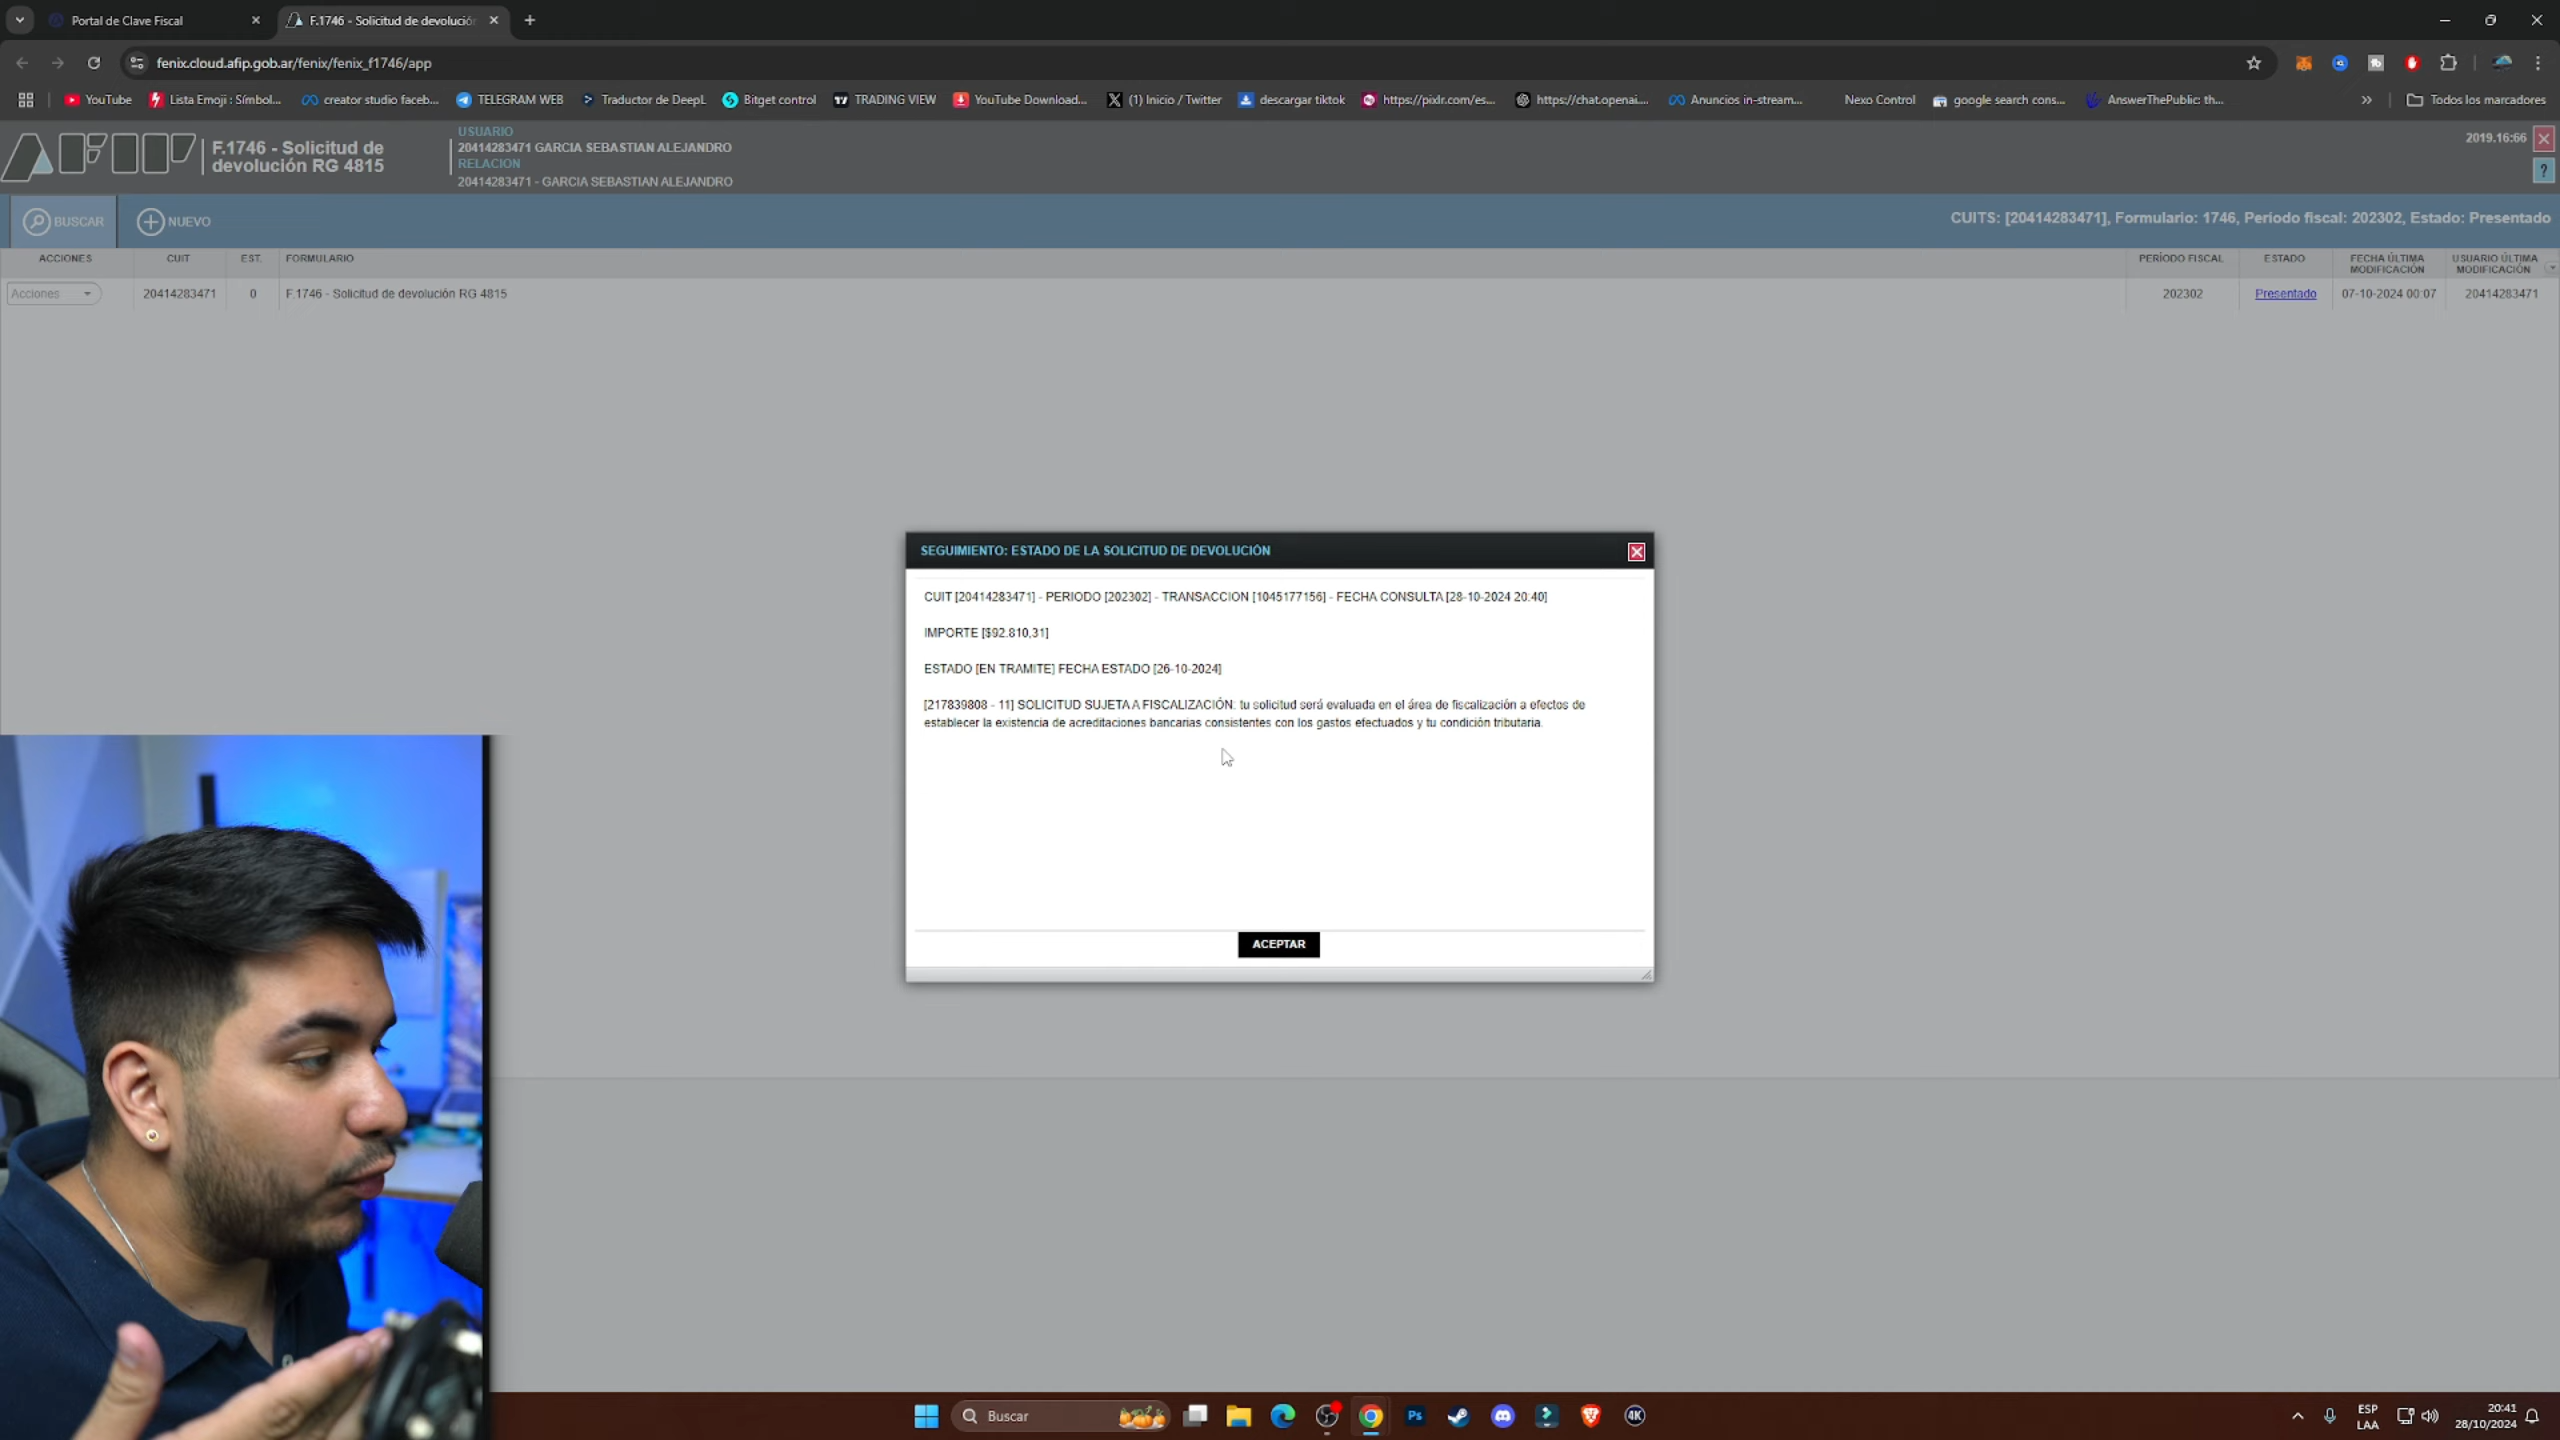 Portal de Clave Fiscal
F.1746 - Solicitud de devolució
fenix.cloud.afip.gob.ar/fenix/fenix_f1746/app
YouTube
Lista Emoji : Símbol...
creator studio faceb...
TELEGRAM WEB
Traductor de DeepL
Bitget control
TRADING VIEW
YouTube Download...
(1) Inicio / Twitter
descargar tiktok
https://pixlr.com/es...
https://chat.openai....
Anuncios in-stream...
Nexo Control
google search cons...
AnswerThePublic: th...
Todos los marcadores
AFIP
F.1746 - Solicitud de
devolución RG 4815
USUARIO
20414283471 GARCIA SEBASTIAN ALEJANDRO
RELACION
20414283471 - GARCIA SEBASTIAN ALEJANDRO
2019.16:66
?
BUSCAR
NUEVO
CUITS: [20414283471], Formulario: 1746, Período fiscal: 202302, Estado: Presentado
ACCIONES
CUIT
EST.
FORMULARIO
PERÍODO FISCAL
ESTADO
FECHA ÚLTIMA
MODIFICACIÓN
USUARIO ÚLTIMA
MODIFICACIÓN
Acciones
20414283471
0
F.1746 - Solicitud de devolución RG 4815
202302
Presentado
07-10-2024 00:07
20414283471
SEGUIMIENTO: ESTADO DE LA SOLICITUD DE DEVOLUCIÓN
CUIT [20414283471] - PERIODO [202302] - TRANSACCION [1045177156] - FECHA CONSULTA [28-10-2024 20:40]
IMPORTE [$92.810,31]
ESTADO [EN TRAMITE] FECHA ESTADO [26-10-2024]
[217839808 - 11] SOLICITUD SUJETA A FISCALIZACIÓN: tu solicitud será evaluada en el área de fiscalización a efectos de
establecer la existencia de acreditaciones bancarias consistentes con los gastos efectuados y tu condición tributaria.
ACEPTAR
Buscar
Ps
4K
ESP
LAA
20:41
28/10/2024